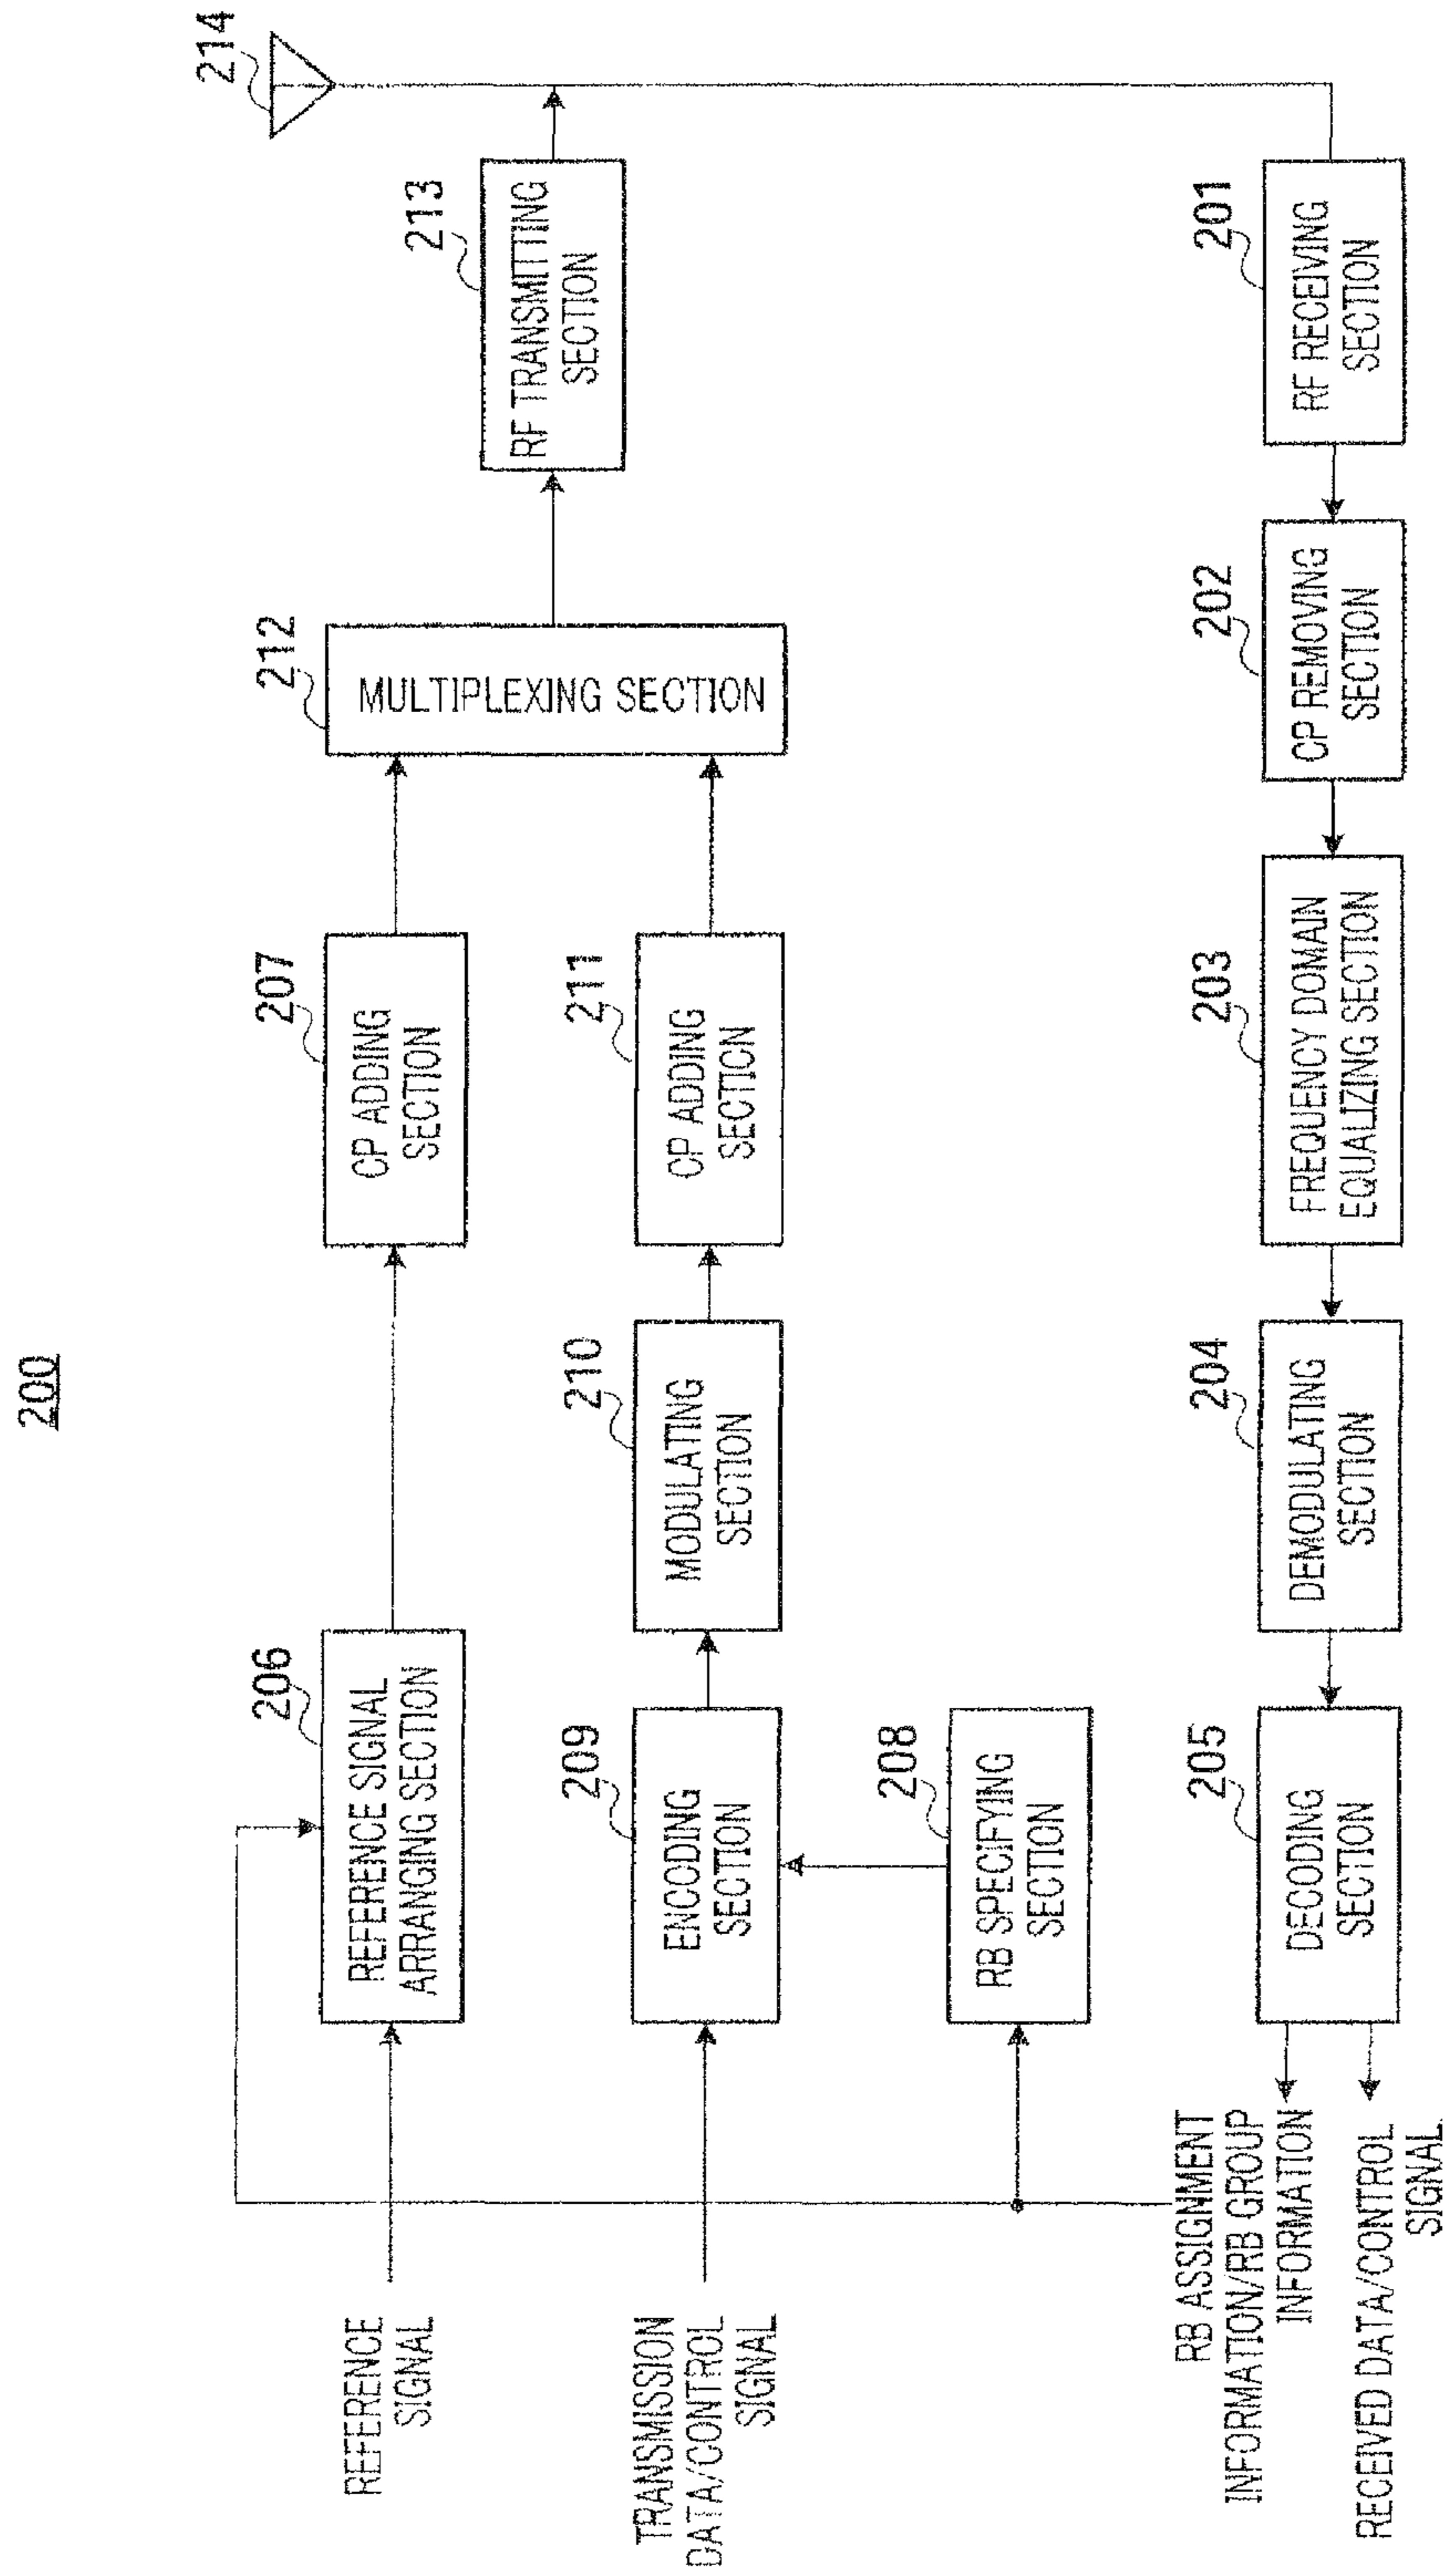 200
214
213
RF TRANSMITTING
SECTION
212
MULTIPLEXING SECTION
207
CP ADDING
SECTION
211
CP ADDING
SECTION
210
MODULATING
SECTION
206
REFERENCE SIGNAL
ARRANGING SECTION
209
ENCODING
SECTION
208
RB SPECIFYING
SECTION
REFERENCE
SIGNAL
TRANSMISSION
DATA/CONTROL
SIGNAL
201
RF RECEIVING
SECTION
202
CP REMOVING
SECTION
203
FREQUENCY DOMAIN
EQUALIZING SECTION
204
DEMODULATING
SECTION
205
DECODING
SECTION
RB ASSIGNMENT
INFORMATION/RB GROUP
INFORMATION
RECEIVED DATA/CONTROL
SIGNAL